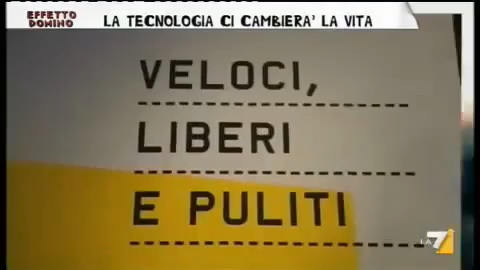 EFFETTO
DOMINO
LA TECNOLOGIA CI CAMBIERA' LA VITA
VELOCI,
LIBERI
E PULITI
LA7